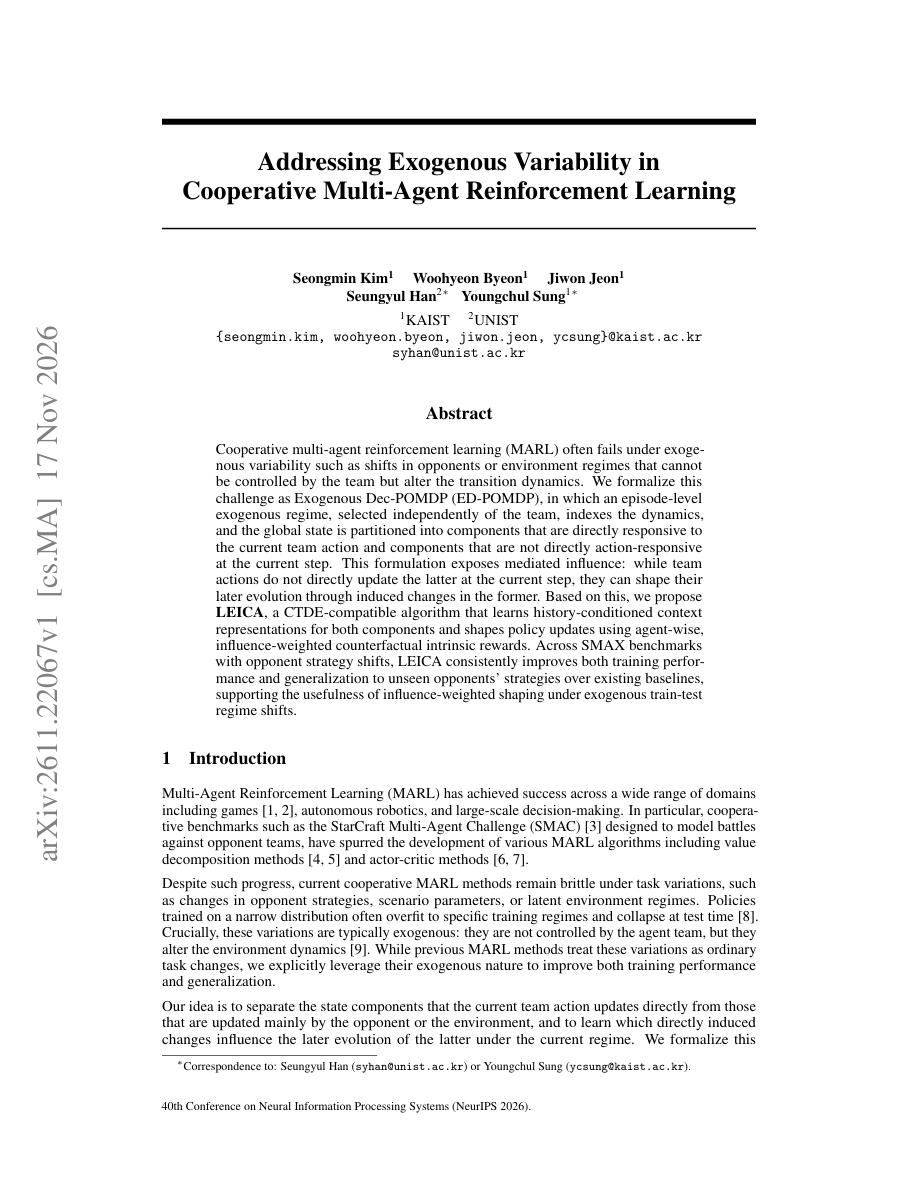 Addressing Exogenous Variability in
Cooperative Multi-Agent Reinforcement Learning
Seongmin Kim¹ Woohyeon Byeon¹ Jiwon Jeon¹
Seungyul Han²* Youngchul Sung¹*
¹KAIST ²UNIST
{seongmin.kim, woohyeon.byeon, jiwon.jeon, ycsung}@kaist.ac.kr
syhan@unist.ac.kr
arXiv:2611.22067v1 [cs.MA] 17 Nov 2026
Abstract
Cooperative multi-agent reinforcement learning (MARL) often fails under exoge-
nous variability such as shifts in opponents or environment regimes that cannot
be controlled by the team but alter the transition dynamics. We formalize this
challenge as Exogenous Dec-POMDP (ED-POMDP), in which an episode-level
exogenous regime, selected independently of the team, indexes the dynamics,
and the global state is partitioned into components that are directly responsive to
the current team action and components that are not directly action-responsive
at the current step. This formulation exposes mediated influence: while team
actions do not directly update the latter at the current step, they can shape their
later evolution through induced changes in the former. Based on this, we propose
LEICA, a CTDE-compatible algorithm that learns history-conditioned context
representations for both components and shapes policy updates using agent-wise,
influence-weighted counterfactual intrinsic rewards. Across SMAX benchmarks
with opponent strategy shifts, LEICA consistently improves both training perfor-
mance and generalization to unseen opponents' strategies over existing baselines,
supporting the usefulness of influence-weighted shaping under exogenous train-test
regime shifts.
1 Introduction
Multi-Agent Reinforcement Learning (MARL) has achieved success across a wide range of domains
including games [1, 2], autonomous robotics, and large-scale decision-making. In particular, coopera-
tive benchmarks such as the StarCraft Multi-Agent Challenge (SMAC) [3] designed to model battles
against opponent teams, have spurred the development of various MARL algorithms including value
decomposition methods [4, 5] and actor-critic methods [6, 7].
Despite such progress, current cooperative MARL methods remain brittle under task variations, such
as changes in opponent strategies, scenario parameters, or latent environment regimes. Policies
trained on a narrow distribution often overfit to specific training regimes and collapse at test time [8].
Crucially, these variations are typically exogenous: they are not controlled by the agent team, but they
alter the environment dynamics [9]. While previous MARL methods treat these variations as ordinary
task changes, we explicitly leverage their exogenous nature to improve both training performance
and generalization.
Our idea is to separate the state components that the current team action updates directly from those
that are updated mainly by the opponent or the environment, and to learn which directly induced
changes influence the later evolution of the latter under the current regime. We formalize this
*Correspondence to: Seungyul Han (syhan@unist.ac.kr) or Youngchul Sung (ycsung@kaist.ac.kr).
40th Conference on Neural Information Processing Systems (NeurIPS 2026).